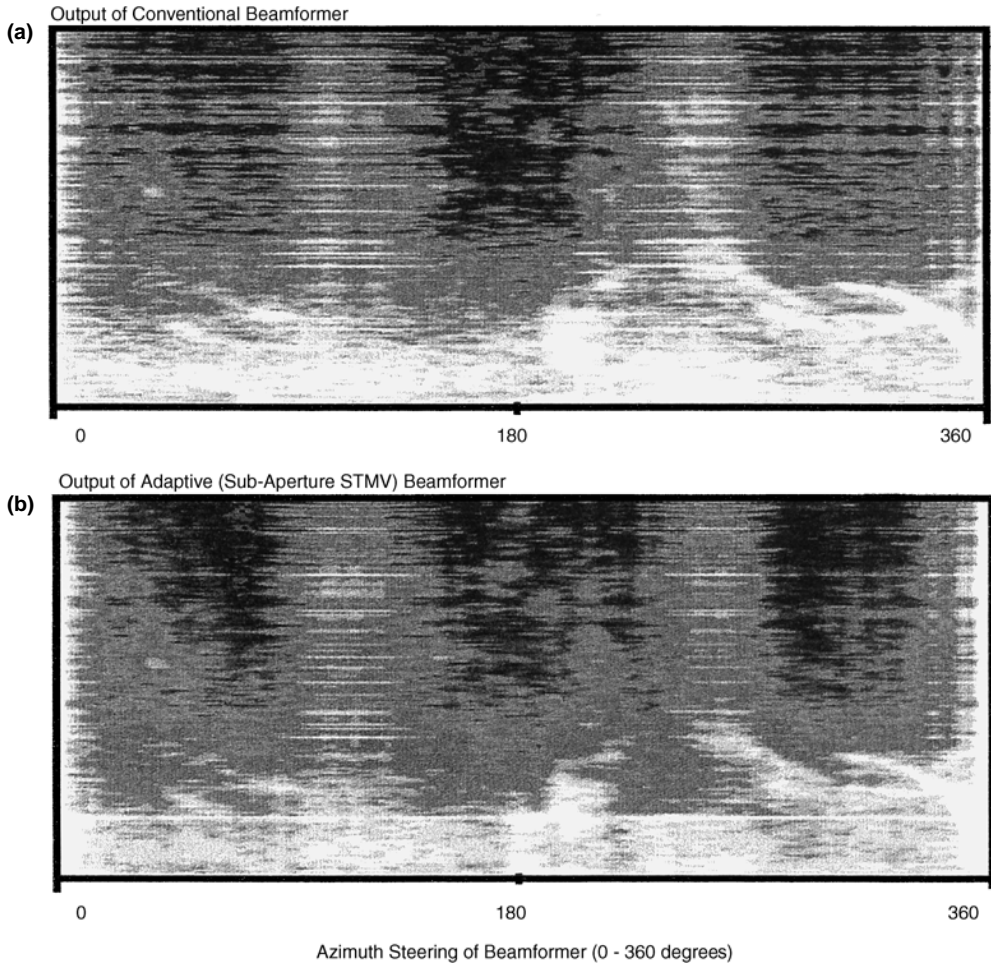 Output of Conventional Beamformer
(a)
0 180 360
Output of Adaptive (Sub-Aperture STMV) Beamformer
(b)
0 180 360
Azimuth Steering of Beamformer (0 - 360 degrees)